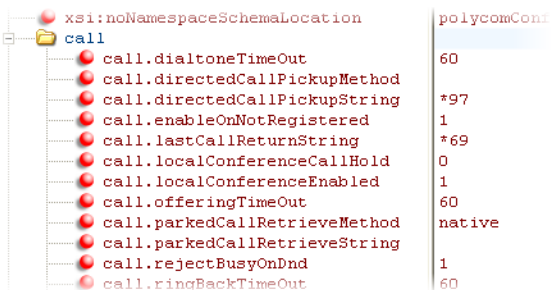 xsi:noNamespaceSchemaLocation polycomConf
call
call.dialtoneTimeOut 60
call.directedCallPickupMethod
call.directedCallPickupString *97
call.enableOnNotRegistered 1
call.lastCallReturnString *69
call.localConferenceCallHold 0
call.localConferenceEnabled 1
call.offeringTimeOut 60
call.parkedCallRetrieveMethod native
call.parkedCallRetrieveString
call.rejectBusyOnDnd 1
call.ringBackTimeOut 60